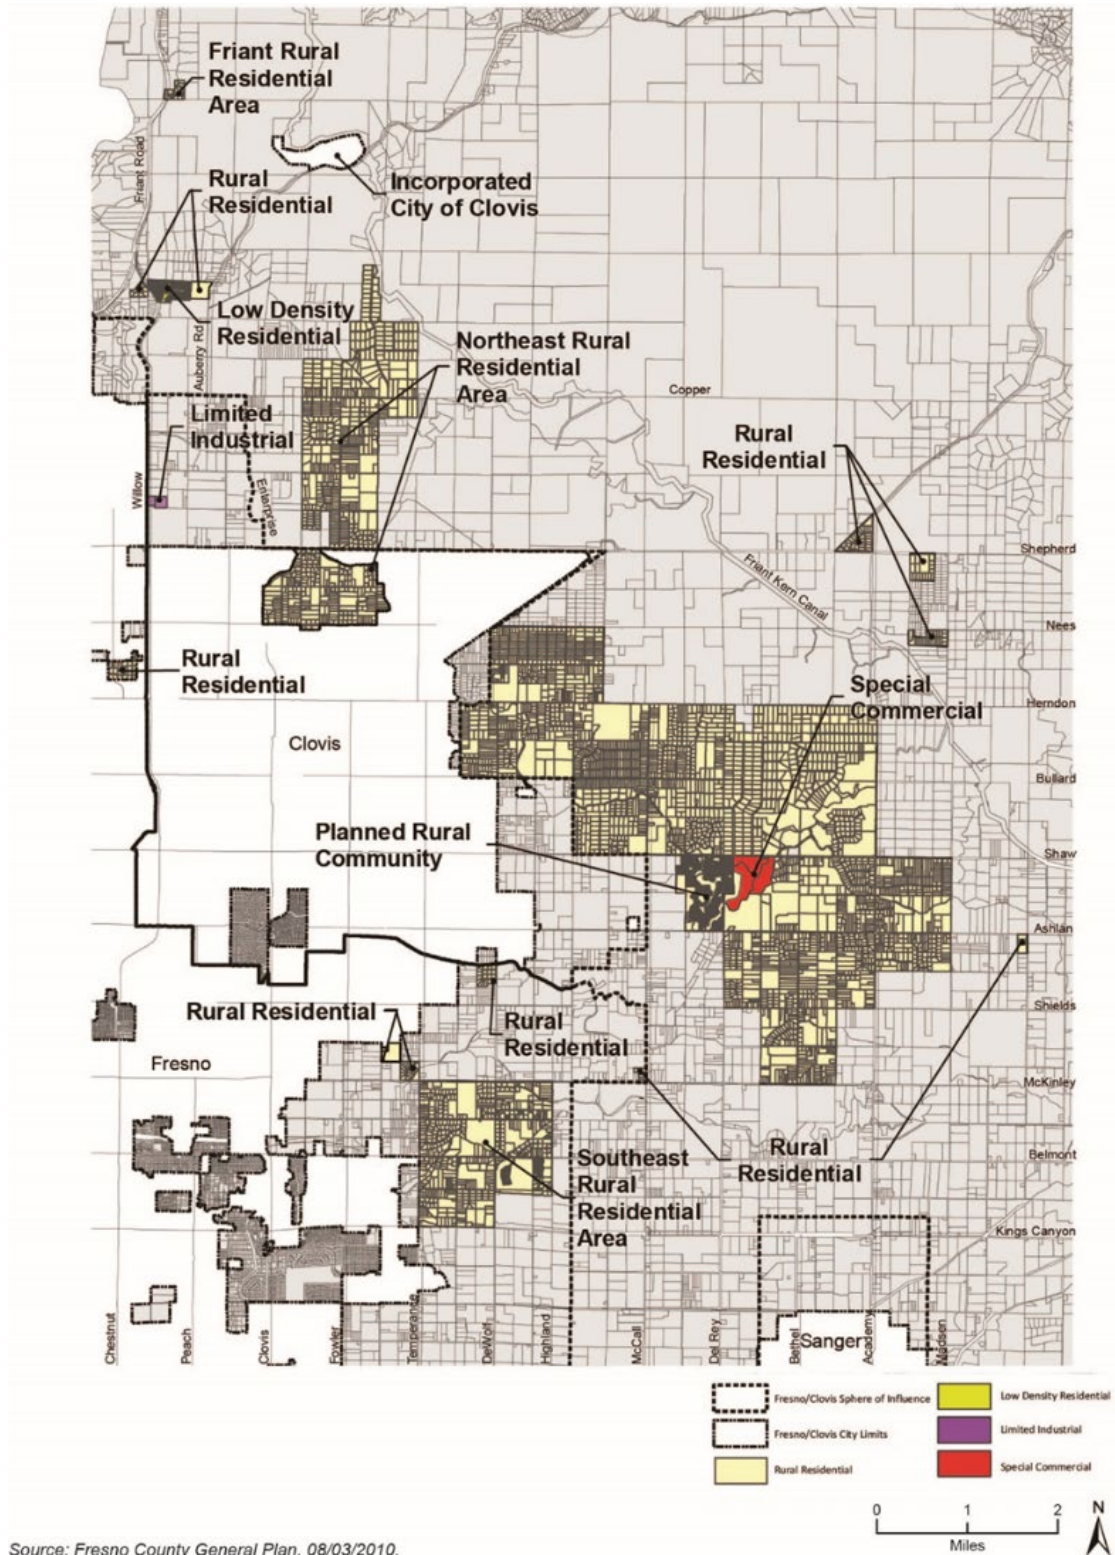 Friant Rural
Residential
Area
Friant Road
Rural
Residential
Incorporated
City of Clovis
Low Density
Residential
Auberry Rd
Northeast Rural
Residential
Area
Copper
Limited
Industrial
Rural
Residential
Willow
Enterprise
Shepherd
Friant Kern Canal
Nees
Rural
Residential
Special
Commercial
Herndon
Clovis
Bullard
Planned Rural
Community
Shaw
Ashlan
Rural Residential
Rural
Residential
Shields
Fresno
McKinley
Rural
Residential
Belmont
Southeast
Rural
Residential
Area
Kings Canyon
Chestnut
Peach
Clovis
Fowler
Temperance
DeWolf
Highland
McCall
Del Rey
Bethel
Sanger
Academy
Madsen
Fresno/Clovis Sphere of Influence
Low Density Residential
Fresno/Clovis City Limits
Limited Industrial
Rural Residential
Special Commercial
N
0 1 2
Miles
Source: Fresno County General Plan, 08/03/2010.